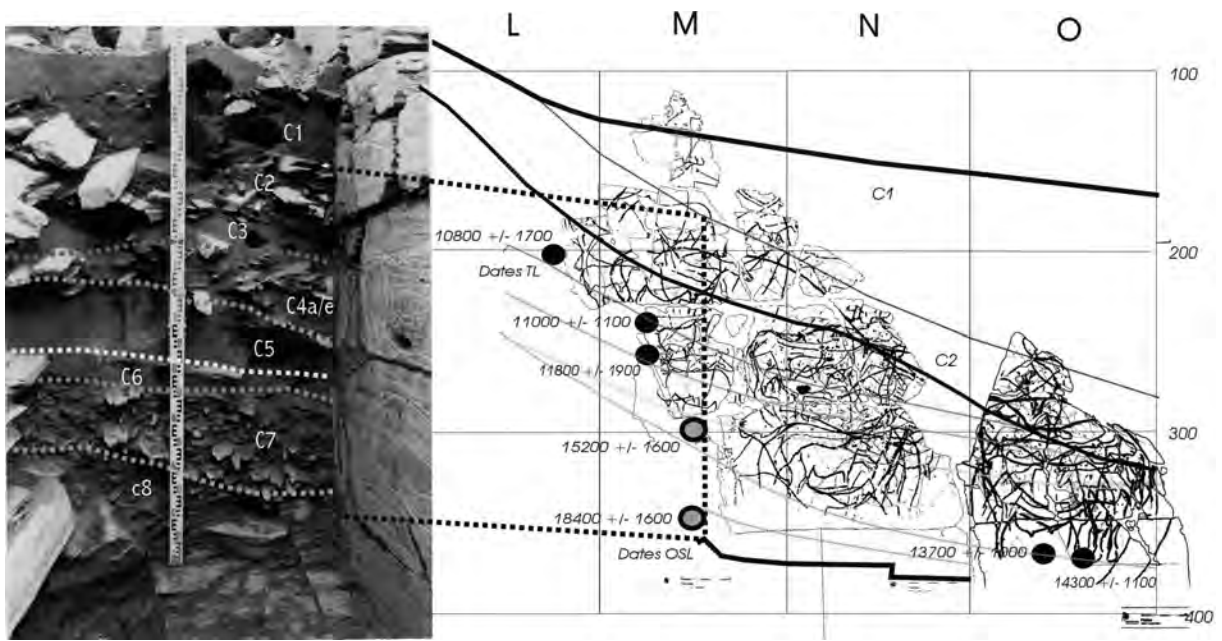 L M N O
100
C1
C2
C1
C3
200
10800 +/- 1700
Dates TL
C4a/e
11000 +/- 1100
C5
C2
11800 +/- 1900
C6
300
C7
15200 +/- 1600
c8
18400 +/- 1600
Dates OSL
14300 +/- 1100
400